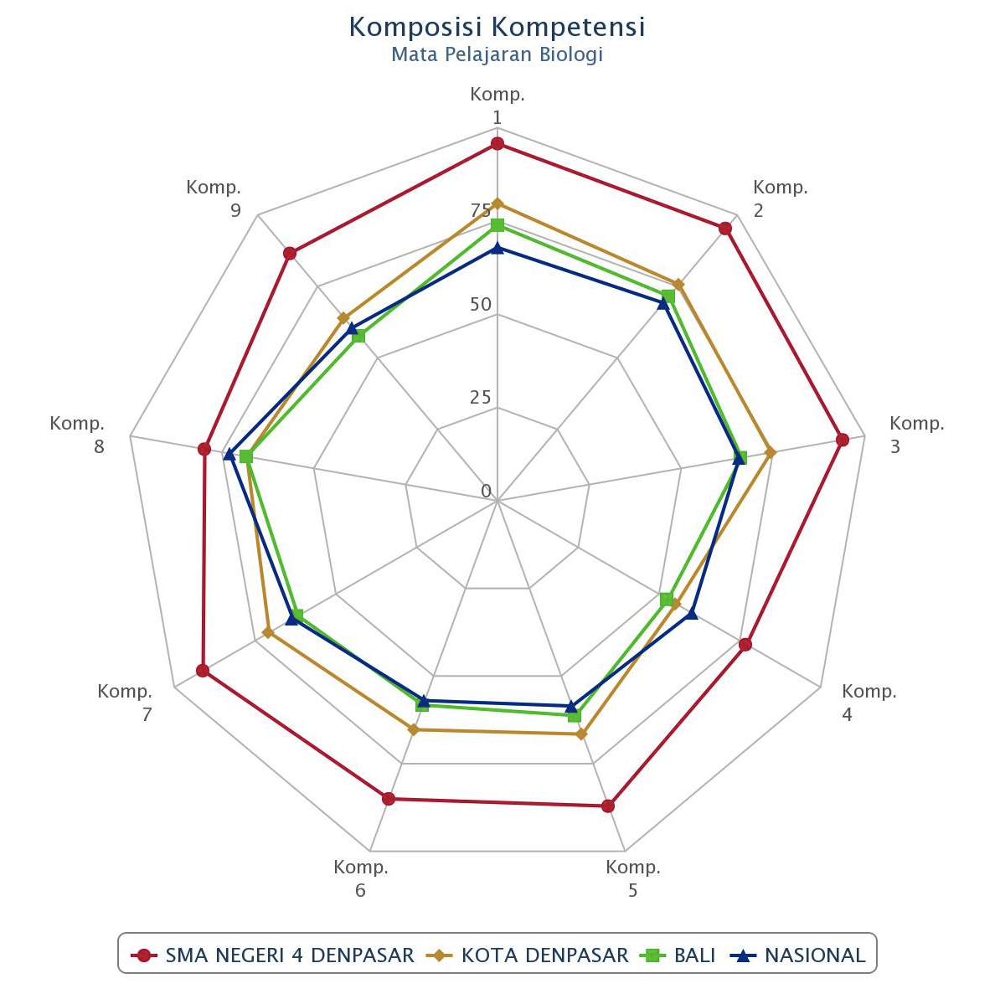 Komposisi Kompetensi
Mata Pelajaran Biologi
Komp.
1
Komp.
2
Komp.
3
Komp.
4
Komp.
5
Komp.
6
Komp.
7
Komp.
8
Komp.
9
75
50
25
0
SMA NEGERI 4 DENPASAR KOTA DENPASAR BALI NASIONAL